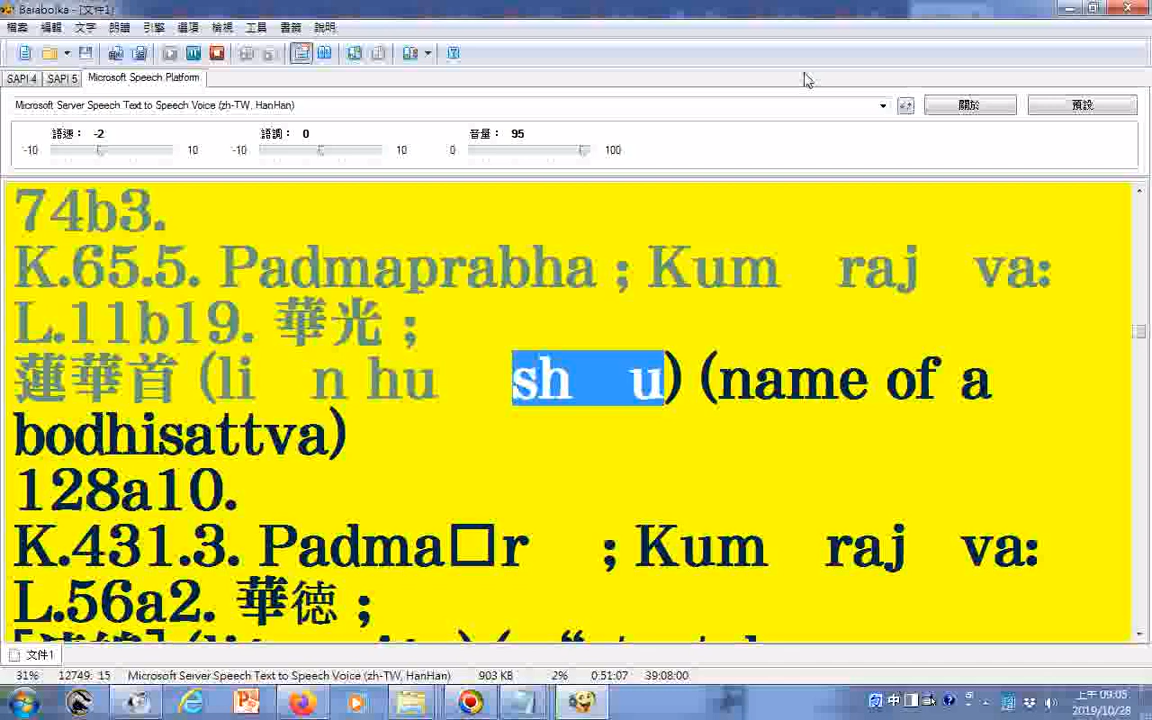 Balabolka - [文件1]
檔案 編輯 文字 朗讀 引擎 選項 檢視 工具 書籤 說明
SAPI 4 SAPI 5 Microsoft Speech Platform
Microsoft Server Speech Text to Speech Voice (zh-TW, HanHan) 關於 預設
語速： -2 語調： 0 音量： 95
-10 10 -10 10 0 100
74b3.
K.65.5. Padmaprabha ; Kum raj va:
L.11b19. 華光 ;
蓮華首 (li n hu sh u) (name of a
bodhisattva)
128a10.
K.431.3. Padma□r ; Kum raj va:
L.56a2. 華徳 ;
文件1
31% 12749: 15 Microsoft Server Speech Text to Speech Voice (zh-TW, HanHan) 903 KB 2% 0:51:07 39:08:00
中
上午 09:05
2019/10/28